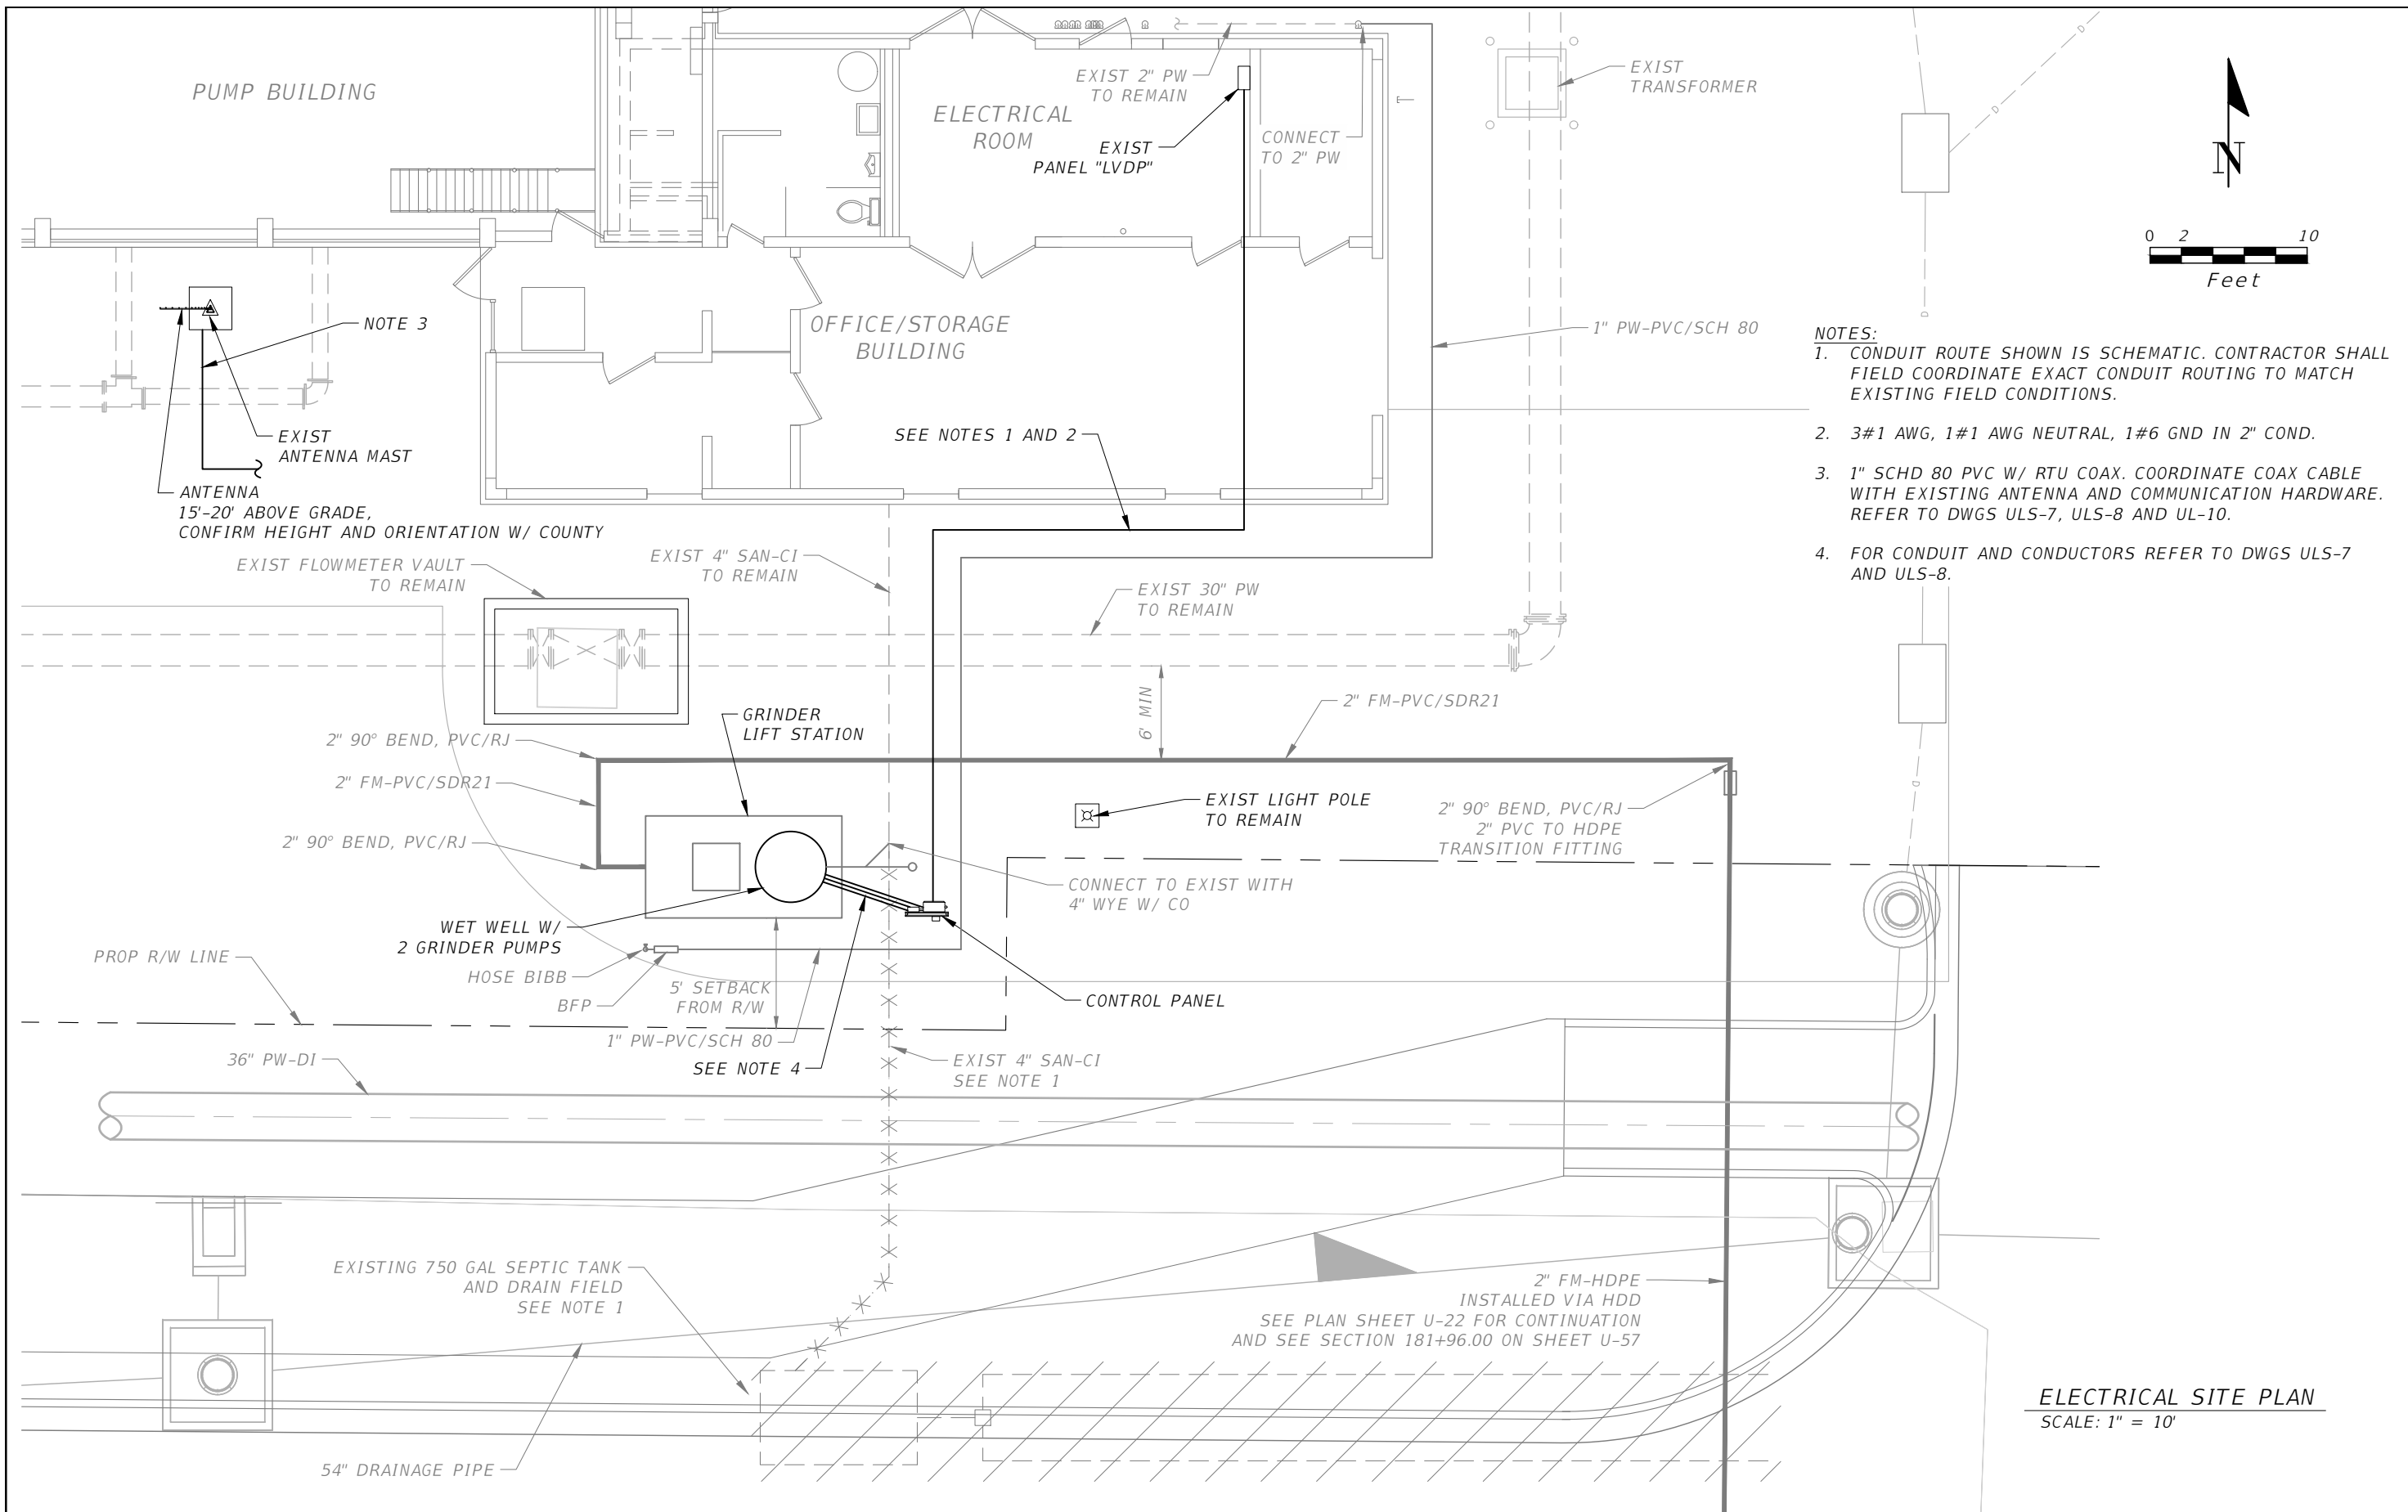 PUMP BUILDING
ELECTRICAL
ROOM
EXIST 2" PW
TO REMAIN
EXIST
PANEL "LVDP"
CONNECT
TO 2" PW
EXIST
TRANSFORMER
N
0 2 10
Feet
NOTE 3
OFFICE/STORAGE
BUILDING
1" PW-PVC/SCH 80
EXIST
ANTENNA MAST
ANTENNA
15'-20' ABOVE GRADE,
CONFIRM HEIGHT AND ORIENTATION W/ COUNTY
SEE NOTES 1 AND 2
NOTES:
1. CONDUIT ROUTE SHOWN IS SCHEMATIC. CONTRACTOR SHALL
FIELD COORDINATE EXACT CONDUIT ROUTING TO MATCH
EXISTING FIELD CONDITIONS.
2. 3#1 AWG, 1#1 AWG NEUTRAL, 1#6 GND IN 2" COND.
3. 1" SCHD 80 PVC W/ RTU COAX. COORDINATE COAX CABLE
WITH EXISTING ANTENNA AND COMMUNICATION HARDWARE.
REFER TO DWGS ULS-7, ULS-8 AND UL-10.
4. FOR CONDUIT AND CONDUCTORS REFER TO DWGS ULS-7
AND ULS-8.
EXIST FLOWMETER VAULT
TO REMAIN
EXIST 4" SAN-CI
TO REMAIN
EXIST 30" PW
TO REMAIN
6' MIN
2" FM-PVC/SDR21
GRINDER
LIFT STATION
2" 90° BEND, PVC/RJ
2" FM-PVC/SDR21
2" 90° BEND, PVC/RJ
EXIST LIGHT POLE
TO REMAIN
2" 90° BEND, PVC/RJ
2" PVC TO HDPE
TRANSITION FITTING
CONNECT TO EXIST WITH
4" WYE W/ CO
WET WELL W/
2 GRINDER PUMPS
PROP R/W LINE
HOSE BIBB
BFP
5' SETBACK
FROM R/W
CONTROL PANEL
1" PW-PVC/SCH 80
SEE NOTE 4
EXIST 4" SAN-CI
SEE NOTE 1
36" PW-DI
EXISTING 750 GAL SEPTIC TANK
AND DRAIN FIELD
SEE NOTE 1
2" FM-HDPE
INSTALLED VIA HDD
SEE PLAN SHEET U-22 FOR CONTINUATION
AND SEE SECTION 181+96.00 ON SHEET U-57
54" DRAINAGE PIPE
ELECTRICAL SITE PLAN
SCALE: 1" = 10'
D
D
D
D